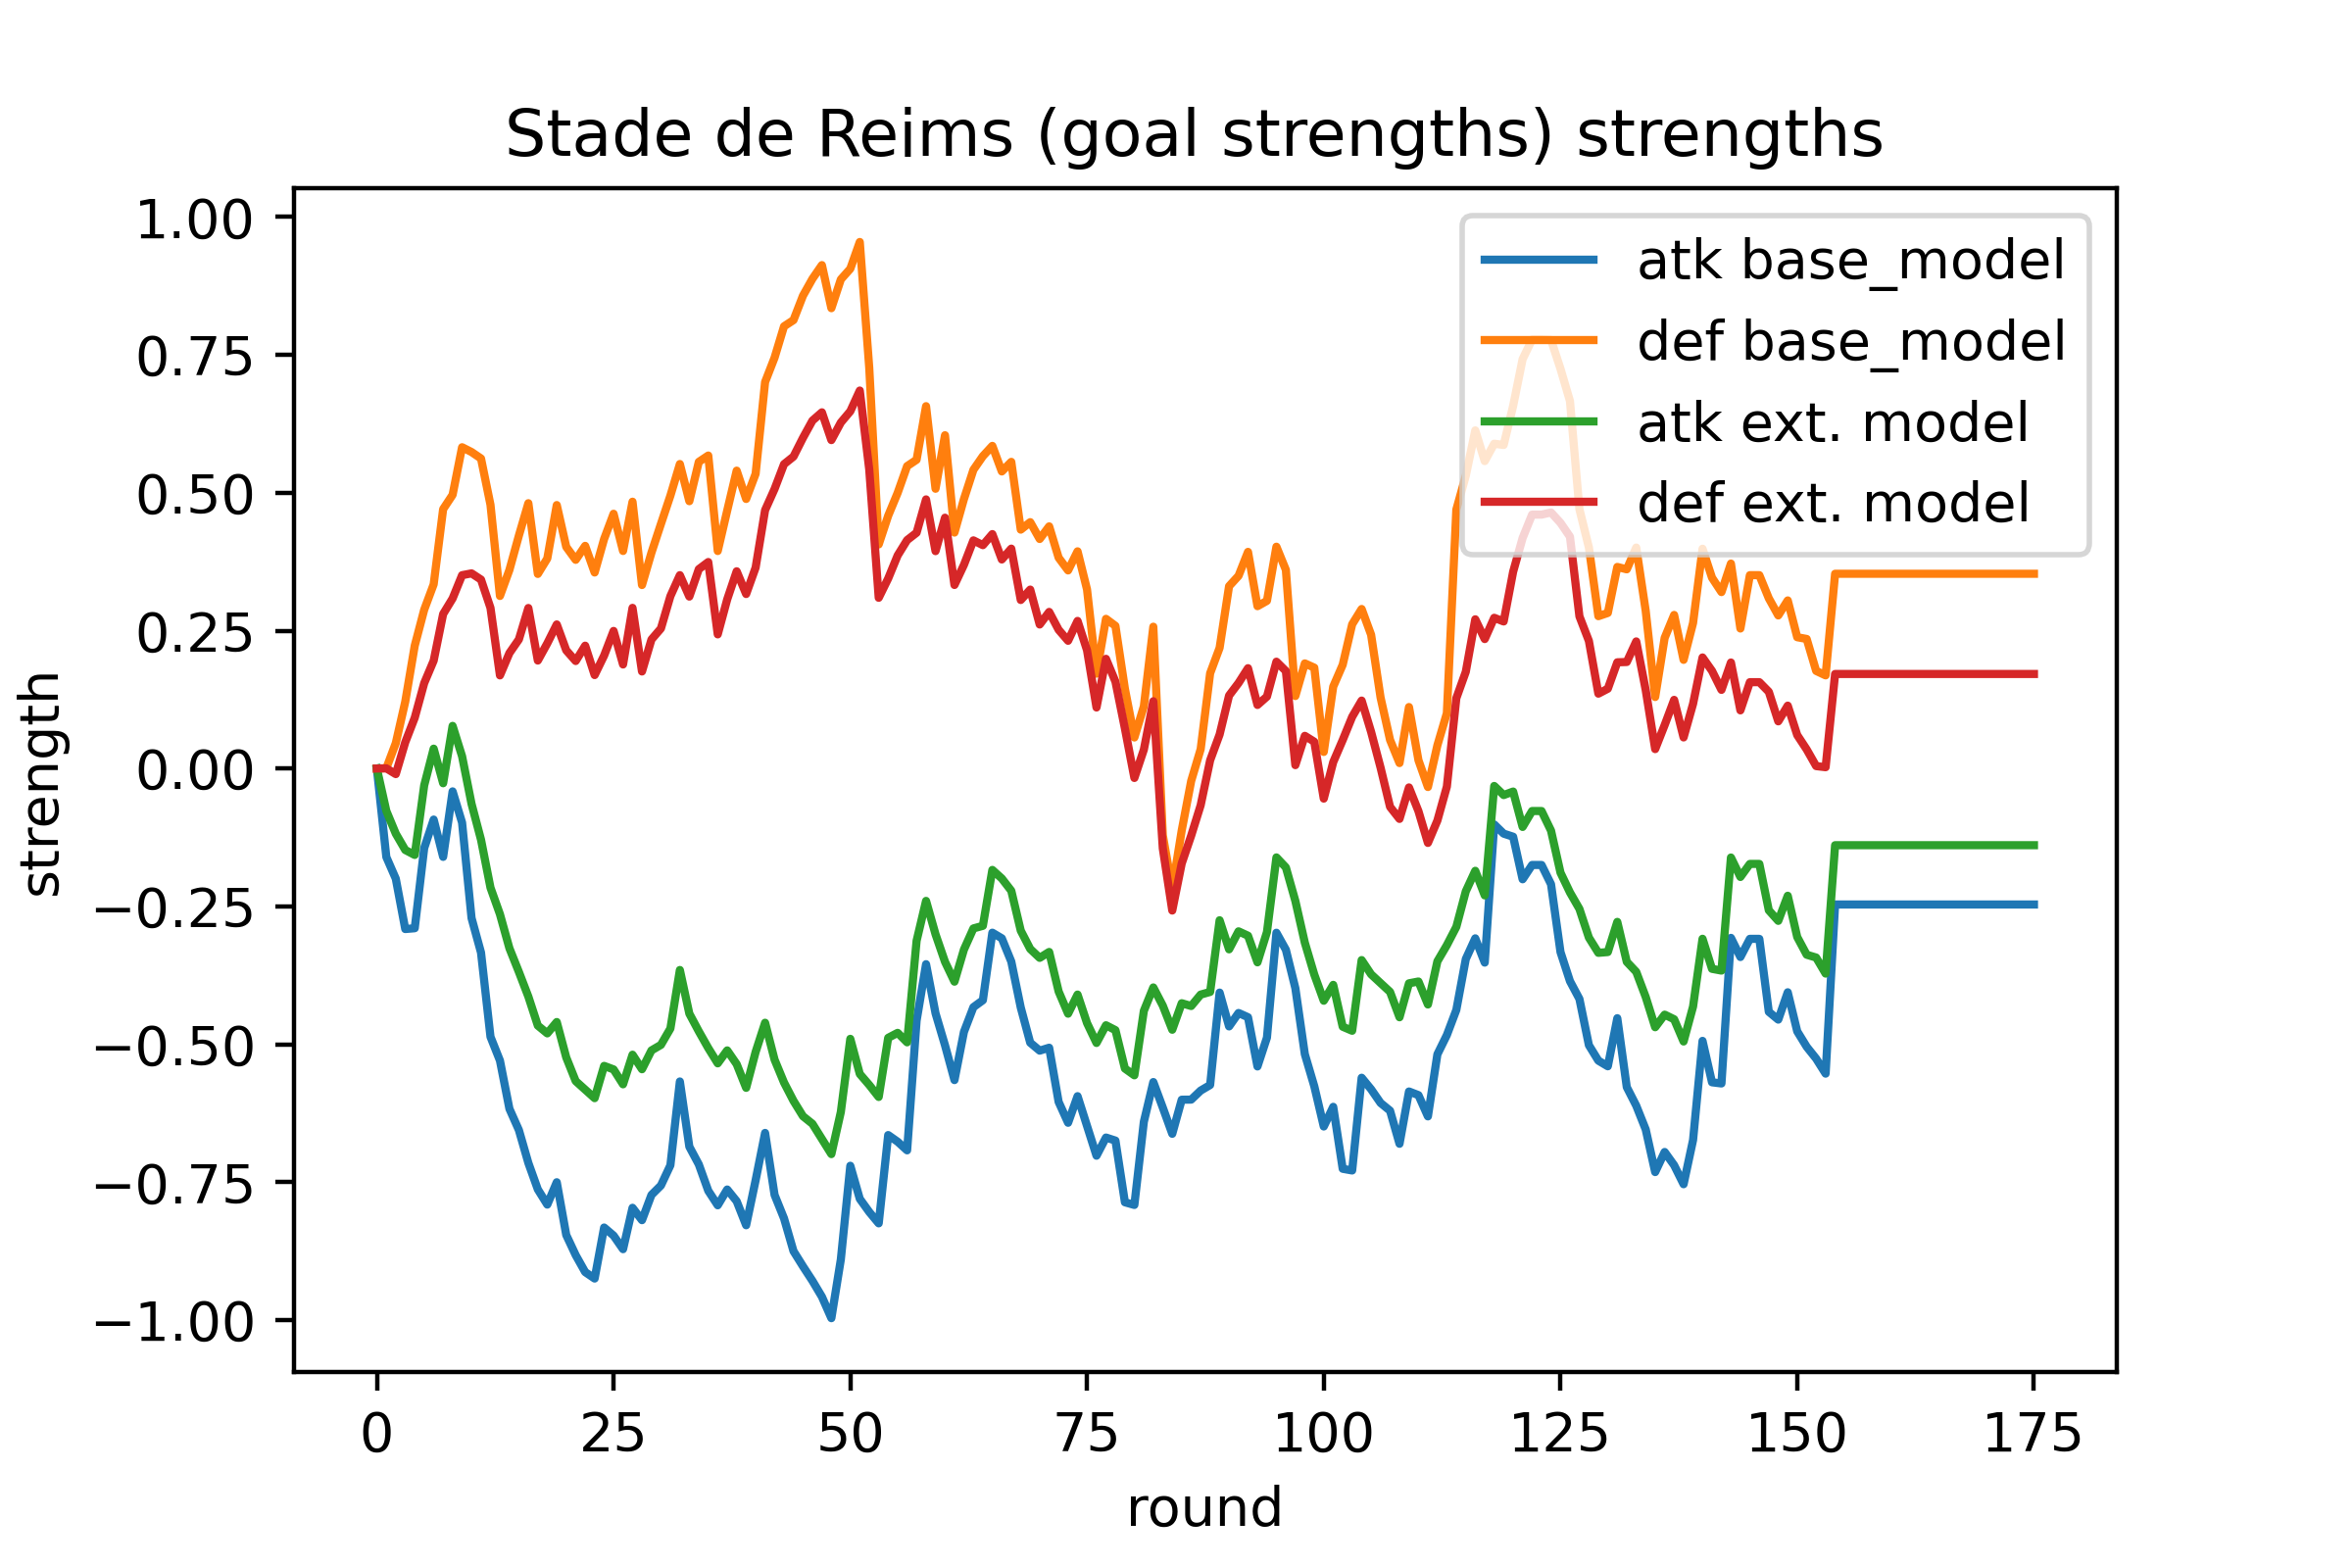 Stade de Reims (goal strengths) strengths
1.00
0.75
0.50
0.25
0.00
−0.25
−0.50
−0.75
−1.00
strength
atk base_model
def base_model
atk ext. model
def ext. model
0 25 50 75 100 125 150 175
round